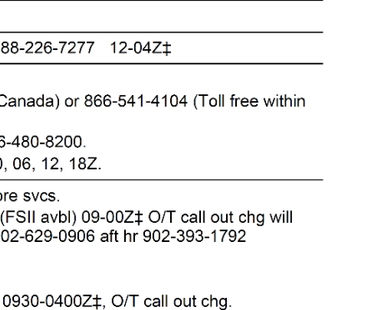 88-226-7277 12-04Z‡
Canada) or 866-541-4104 (Toll free within
6-480-8200.
0, 06, 12, 18Z.
ore svcs.
(FSII avbl) 09-00Z‡ O/T call out chg will
02-629-0906 aft hr 902-393-1792
0930-0400Z‡, O/T call out chg.